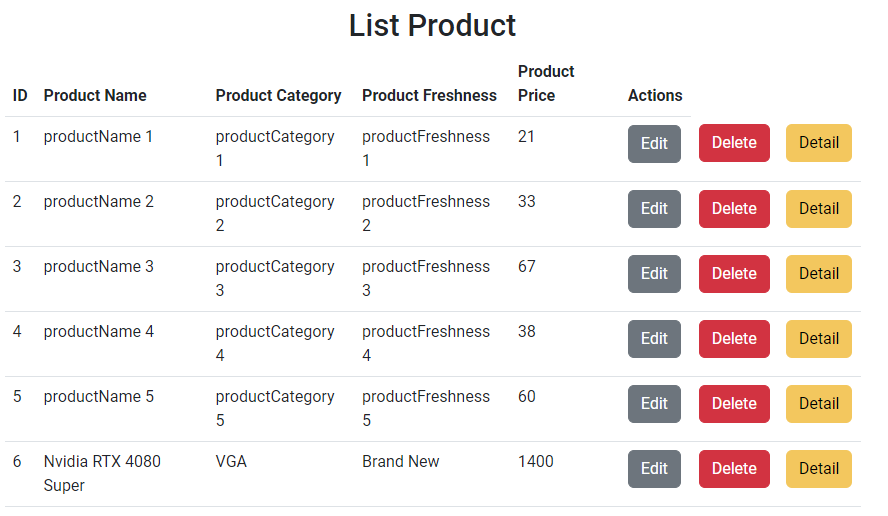 List Product
ID Product Name Product Category Product Freshness Product Price Actions
1 productName 1 productCategory 1 productFreshness 1 21 Edit Delete Detail
2 productName 2 productCategory 2 productFreshness 2 33 Edit Delete Detail
3 productName 3 productCategory 3 productFreshness 3 67 Edit Delete Detail
4 productName 4 productCategory 4 productFreshness 4 38 Edit Delete Detail
5 productName 5 productCategory 5 productFreshness 5 60 Edit Delete Detail
6 Nvidia RTX 4080 Super VGA Brand New 1400 Edit Delete Detail